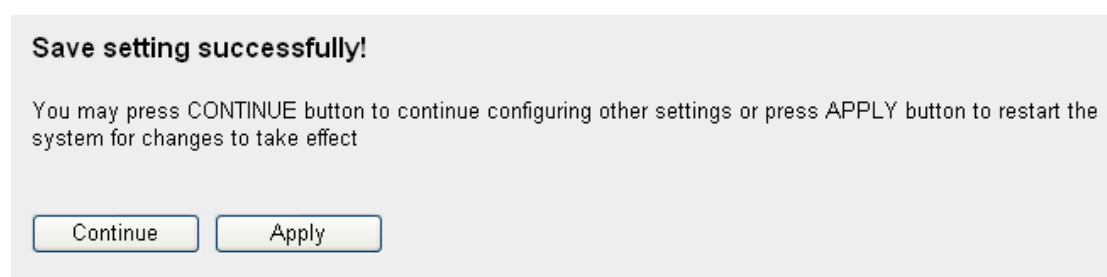 Save setting successfully!
You may press CONTINUE button to continue configuring other settings or press APPLY button to restart the
system for changes to take effect
Continue Apply